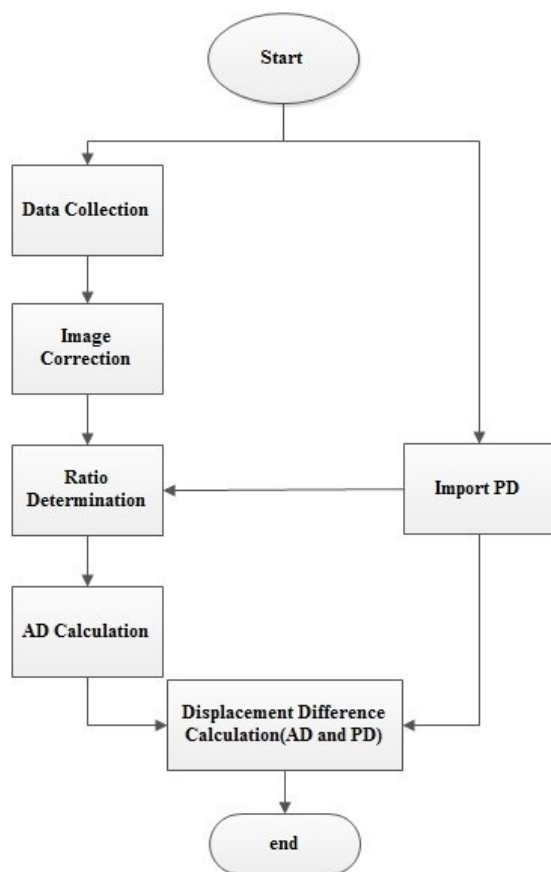 Start
Data Collection
Image
Correction
Ratio
Determination
Import PD
AD Calculation
Displacement Difference
Calculation(AD and PD)
end